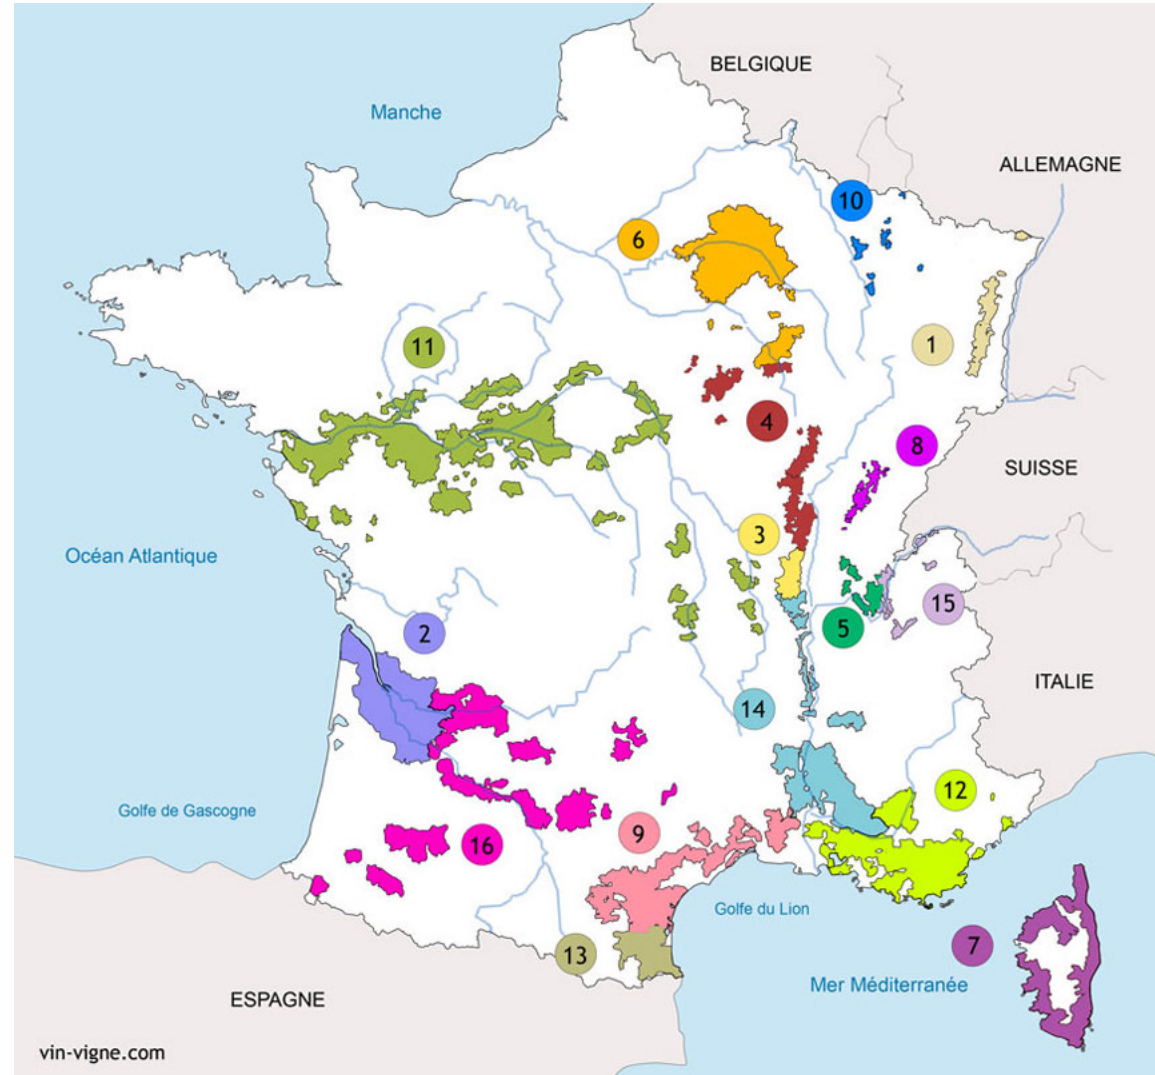 BELGIQUE
Manche
ALLEMAGNE
10
6
11
1
4
8
SUISSE
3
Océan Atlantique
15
2
5
ITALIE
14
12
Golfe de Gascogne
9
16
Golfe du Lion
7
13
Mer Méditerranée
ESPAGNE
vin-vigne.com